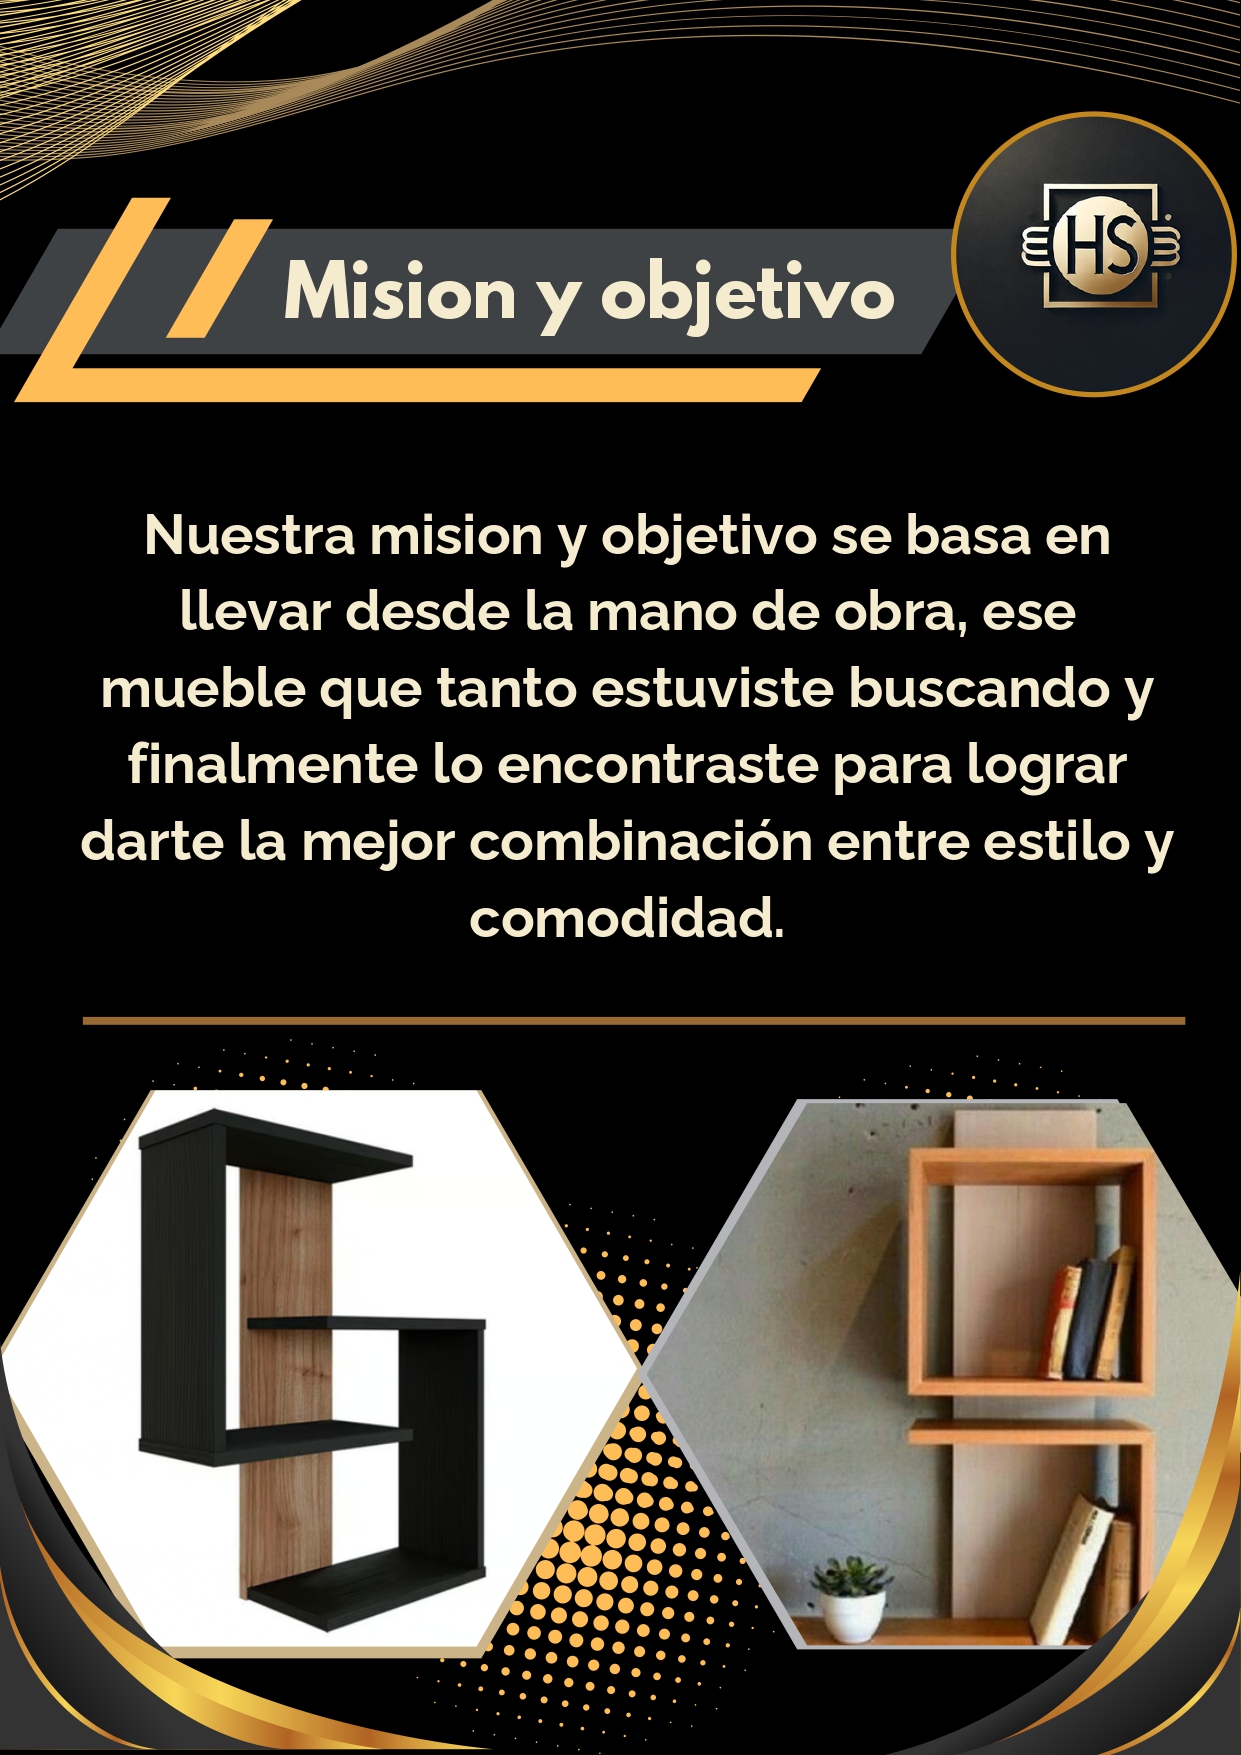 HS
Mision y objetivo
Nuestra mision y objetivo se basa en
llevar desde la mano de obra, ese
mueble que tanto estuviste buscando y
finalmente lo encontraste para lograr
darte la mejor combinación entre estilo y
comodidad.